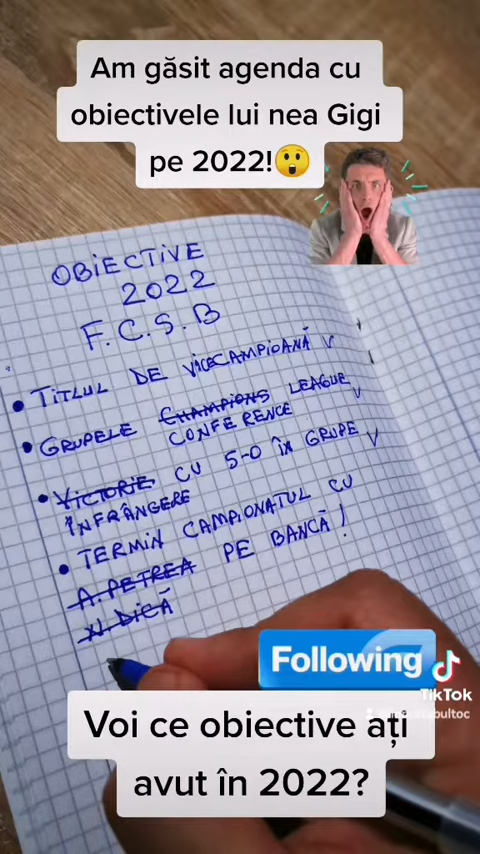 Am găsit agenda cu
obiectivele lui nea Gigi
pe 2022!😲
OBIECTIVE
2022
F.C.S.B
• TITLUL DE VICECAMPIOANĂ V
• GRUPELE CHAMPIONS LEAGUE V
CONFERENCE
• VICTORIE CU 5-0 ÎN GRUPE V
ÎNFRÂNGERE
• TERMIN CAMPIONATUL CU
A. PETREA PE BANCĂ!
N. DICĂ
Following
TikTok
Voi ce obiective ați
avut în 2022?